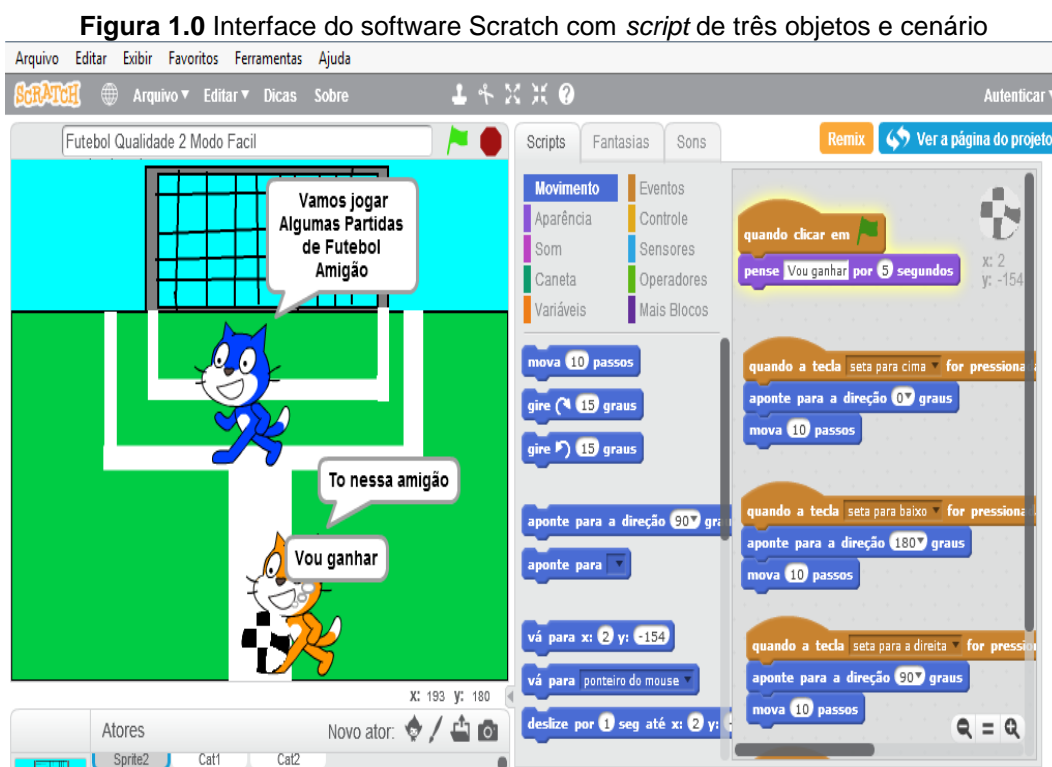 Figura 1.0 Interface do software Scratch com script de três objetos e cenário
Arquivo Editar Exibir Favoritos Ferramentas Ajuda
SCRATCH Arquivo Editar Dicas Sobre Autenticar
Futebol Qualidade 2 Modo Facil
Vamos jogar
Algumas Partidas
de Futebol
Amigão
To nessa amigão
Vou ganhar
x: 193 y: 180
Atores Novo ator:
Sprite2 Cat1 Cat2
Scripts Fantasias Sons
Remix Ver a página do projeto
Movimento Eventos
Aparência Controle
Som Sensores
Caneta Operadores
Variáveis Mais Blocos
mova 10 passos
gire 15 graus
gire 15 graus
aponte para a direção 90
aponte para
vá para x: 2 y: -154
vá para ponteiro do mouse
deslize por 1 seg até x: 2 y:
quando clicar em
pense Vou ganhar por 5 segundos
x: 2
y: -154
quando a tecla seta para cima for
aponte para a direção 0 graus
mova 10 passos
quando a tecla seta para baixo for
aponte para a direção 180 graus
mova 10 passos
quando a tecla seta para a direita for
aponte para a direção 90 graus
mova 10 passos